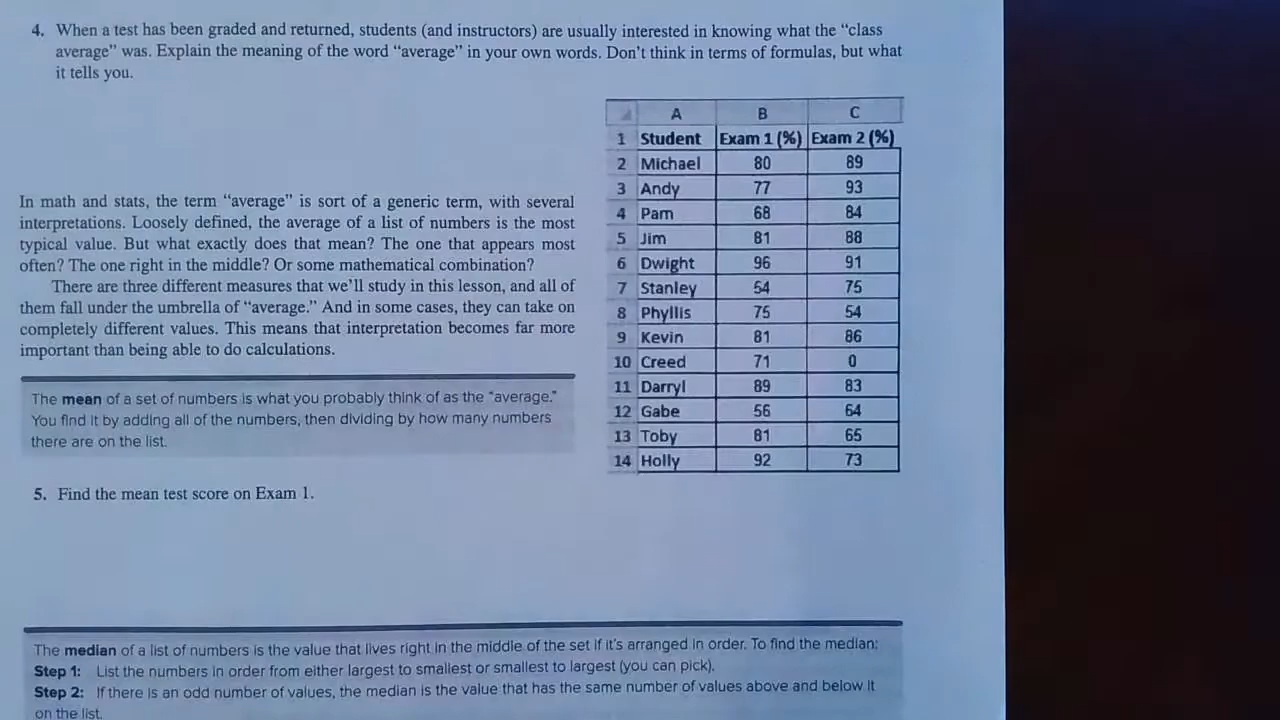 4. When a test has been graded and returned, students (and instructors) are usually interested in knowing what the “class
average” was. Explain the meaning of the word “average” in your own words. Don’t think in terms of formulas, but what
it tells you.
In math and stats, the term “average” is sort of a generic term, with several
interpretations. Loosely defined, the average of a list of numbers is the most
typical value. But what exactly does that mean? The one that appears most
often? The one right in the middle? Or some mathematical combination?
There are three different measures that we’ll study in this lesson, and all of
them fall under the umbrella of “average.” And in some cases, they can take on
completely different values. This means that interpretation becomes far more
important than being able to do calculations.
The mean of a set of numbers is what you probably think of as the “average.”
You find it by adding all of the numbers, then dividing by how many numbers
there are on the list.
A B C
1 Student Exam 1 (%) Exam 2 (%)
2 Michael 80 89
3 Andy 77 93
4 Pam 68 84
5 Jim 81 88
6 Dwight 96 91
7 Stanley 54 75
8 Phyllis 75 54
9 Kevin 81 86
10 Creed 71 0
11 Darryl 89 83
12 Gabe 56 64
13 Toby 81 65
14 Holly 92 73
5. Find the mean test score on Exam 1.
The median of a list of numbers is the value that lives right in the middle of the set if it’s arranged in order. To find the median:
Step 1: List the numbers in order from either largest to smallest or smallest to largest (you can pick).
Step 2: If there is an odd number of values, the median is the value that has the same number of values above and below it
on the list.